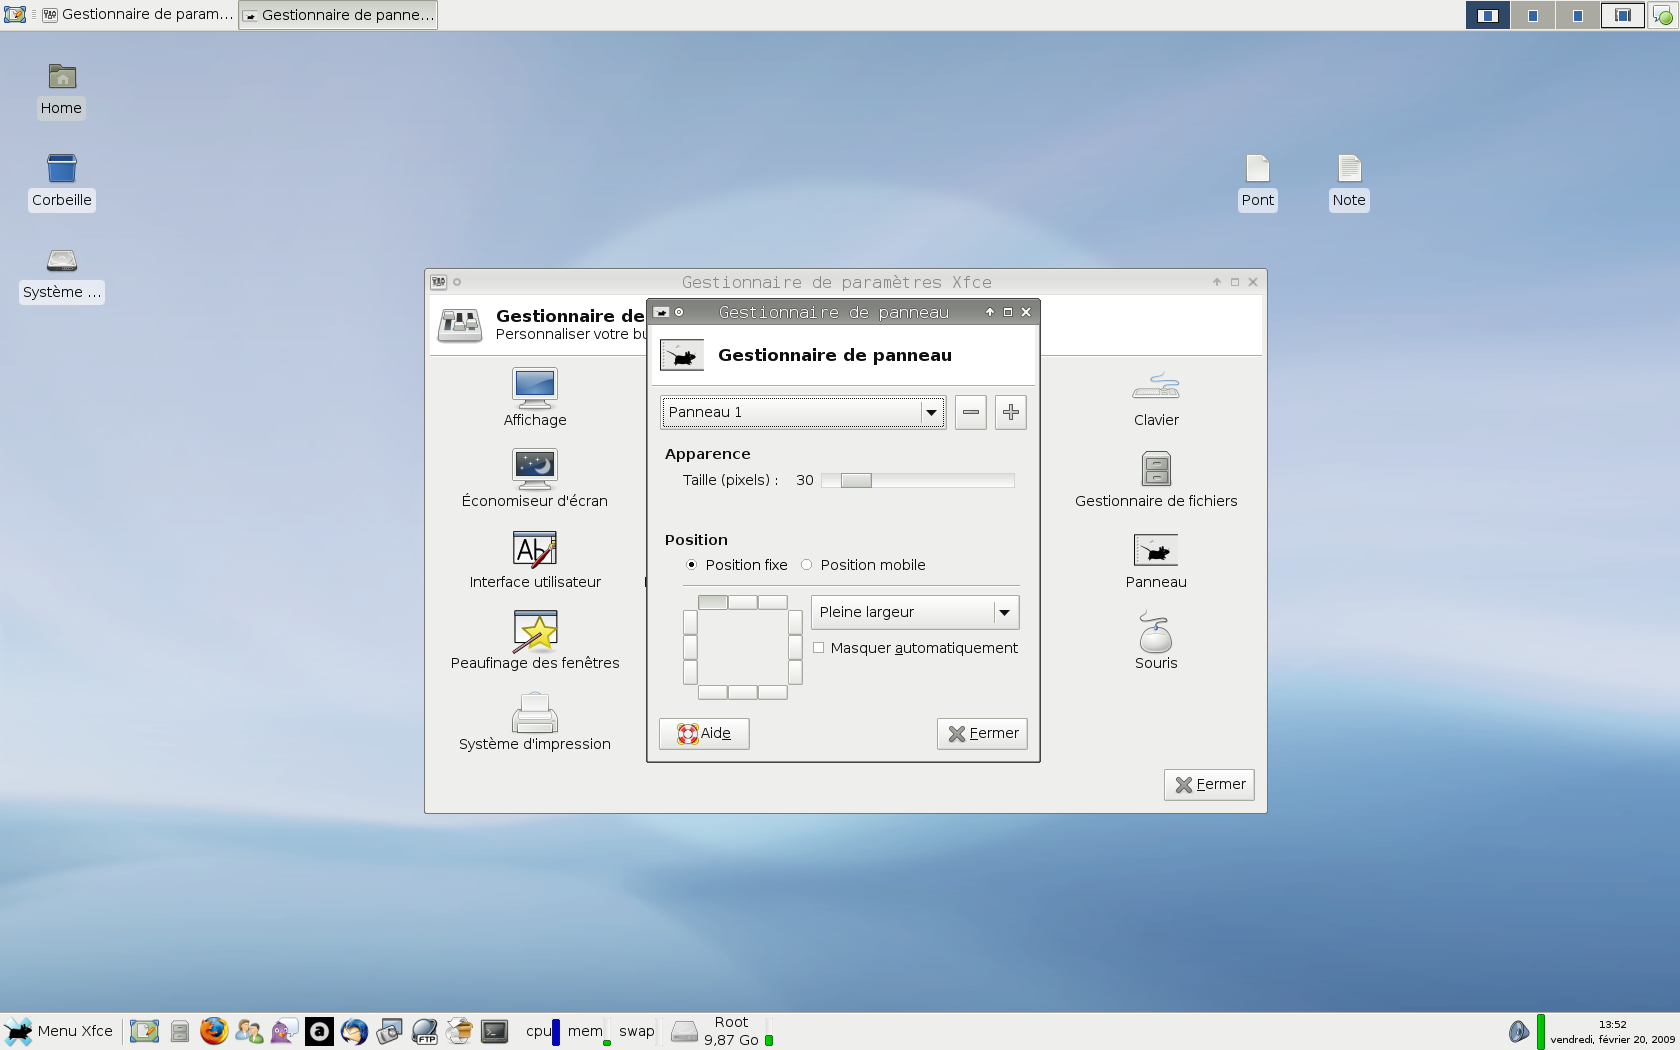 Gestionnaire de param...
Gestionnaire de panne...
Home
Corbeille
Système ...
Pont
Note
Gestionnaire de paramètres Xfce
Gestionnaire de
Personnaliser votre
Affichage
Économiseur d'écran
Interface utilisateur
Peaufinage des fenêtres
Système d'impression
Clavier
Gestionnaire de fichiers
Panneau
Souris
Fermer
Gestionnaire de panneau
Gestionnaire de panneau
Panneau 1
Apparence
Taille (pixels) : 30
Position
Position fixe
Position mobile
Pleine largeur
Masquer automatiquement
Aide
Fermer
Menu Xfce
FTP
cpu
mem
swap
Root
9,87 Go
13:52
vendredi, février 20, 2009